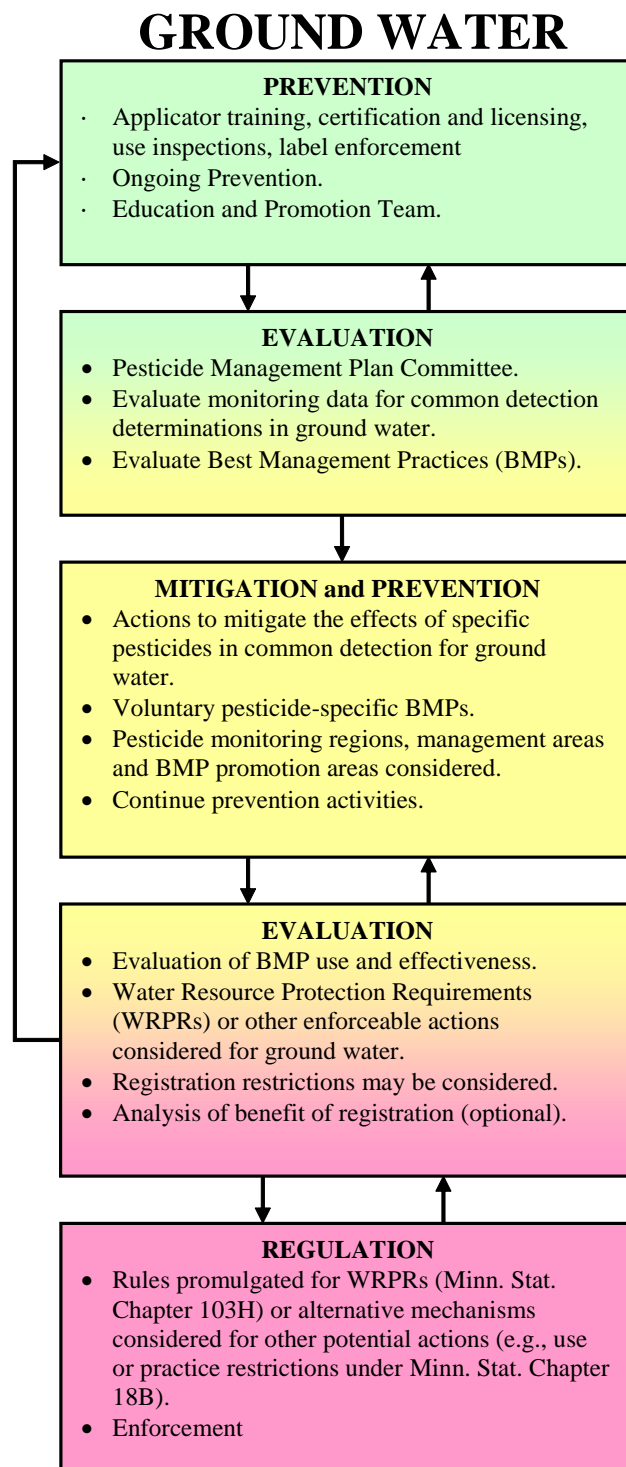 GROUND WATER
PREVENTION
· Applicator training, certification and licensing,
use inspections, label enforcement
· Ongoing Prevention.
· Education and Promotion Team.
EVALUATION
• Pesticide Management Plan Committee.
• Evaluate monitoring data for common detection
determinations in ground water.
• Evaluate Best Management Practices (BMPs).
MITIGATION and PREVENTION
• Actions to mitigate the effects of specific
pesticides in common detection for ground
water.
• Voluntary pesticide-specific BMPs.
• Pesticide monitoring regions, management areas
and BMP promotion areas considered.
• Continue prevention activities.
EVALUATION
• Evaluation of BMP use and effectiveness.
• Water Resource Protection Requirements
(WRPRs) or other enforceable actions
considered for ground water.
• Registration restrictions may be considered.
• Analysis of benefit of registration (optional).
REGULATION
• Rules promulgated for WRPRs (Minn. Stat.
Chapter 103H) or alternative mechanisms
considered for other potential actions (e.g., use
or practice restrictions under Minn. Stat. Chapter
18B).
• Enforcement